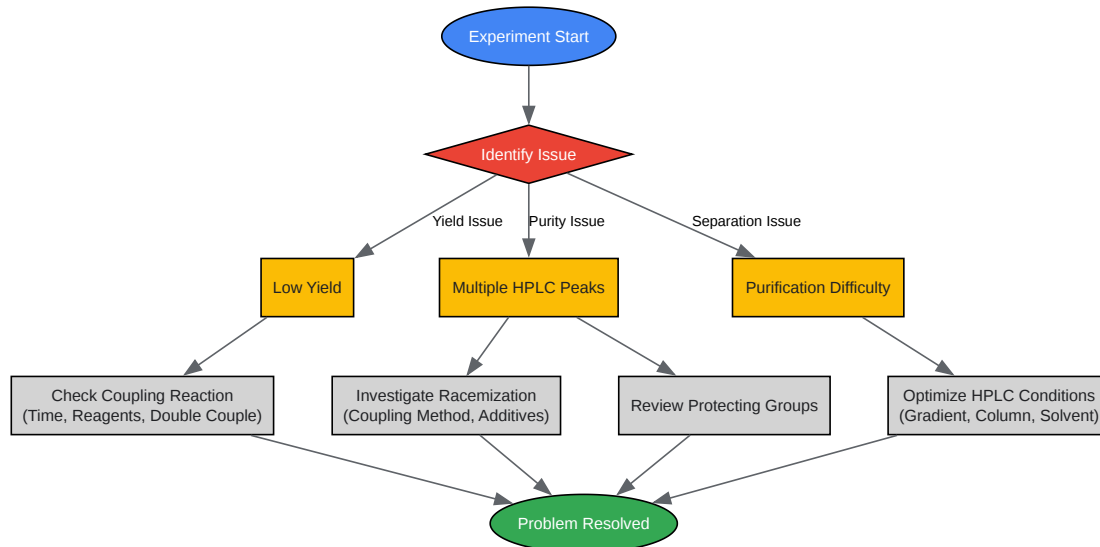 Experiment Start
Identify Issue
Yield Issue
Purity Issue
Separation Issue
Low Yield
Multiple HPLC Peaks
Purification Difficulty
Check Coupling Reaction
(Time, Reagents, Double Couple)
Investigate Racemization
(Coupling Method, Additives)
Review Protecting Groups
Optimize HPLC Conditions
(Gradient, Column, Solvent)
Problem Resolved